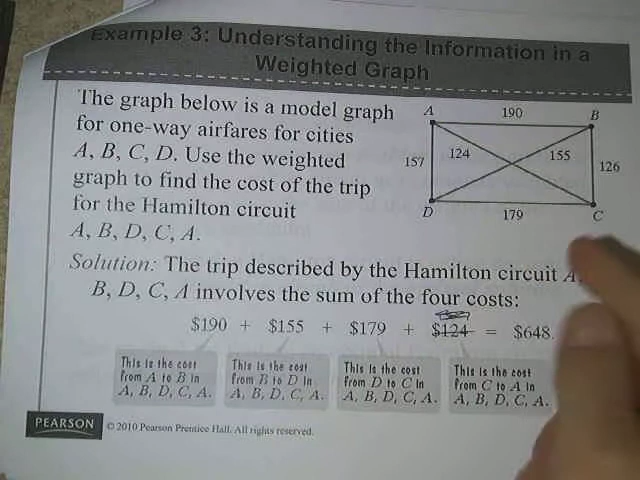 Example 3: Understanding the Information in a
Weighted Graph
The graph below is a model graph
for one-way airfares for cities
A, B, C, D. Use the weighted
graph to find the cost of the trip
for the Hamilton circuit
A, B, D, C, A.
A 190 B
157 124 155 126
D 179 C
Solution: The trip described by the Hamilton circuit A,
B, D, C, A involves the sum of the four costs:
$190 + $155 + $179 + $124 = $648.
This is the cost
from A to B in
A, B, D, C, A.
This is the cost
from B to D in
A, B, D, C, A.
This is the cost
from D to C in
A, B, D, C, A.
This is the cost
from C to A in
A, B, D, C, A.
PEARSON
© 2010 Pearson Prentice Hall. All rights reserved.